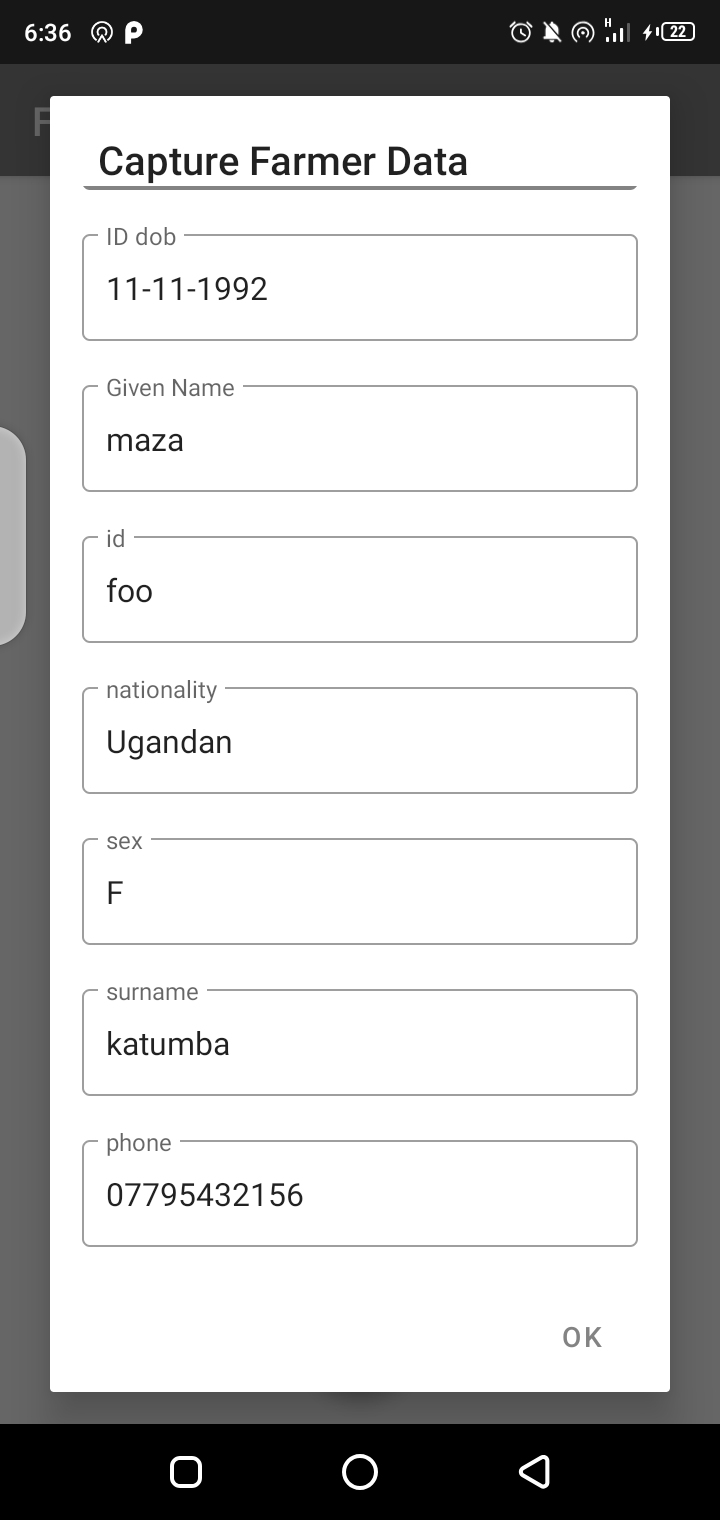 6:36
H
22
F
Capture Farmer Data
ID dob
11-11-1992
Given Name
maza
id
foo
nationality
Ugandan
sex
F
surname
katumba
phone
07795432156
OK